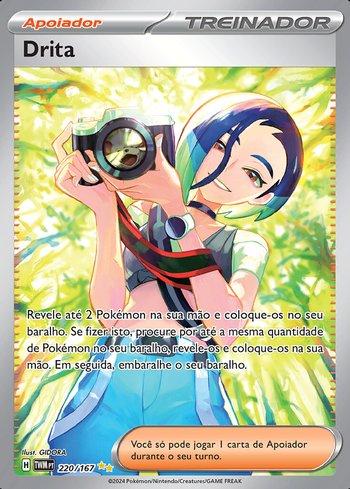 Apoiador
TREINADOR
Drita
Revele até 2 Pokémon na sua mão e coloque-os no seu
baralho. Se fizer isto, procure por até a mesma quantidade
de Pokémon no seu baralho, revele-os e coloque-os na sua
mão. Em seguida, embaralhe o seu baralho.
Ilust. GIDORA
Você só pode jogar 1 carta de Apoiador
durante o seu turno.
H TWM PT 220/167
©2024 Pokémon/Nintendo/Creatures/GAME FREAK